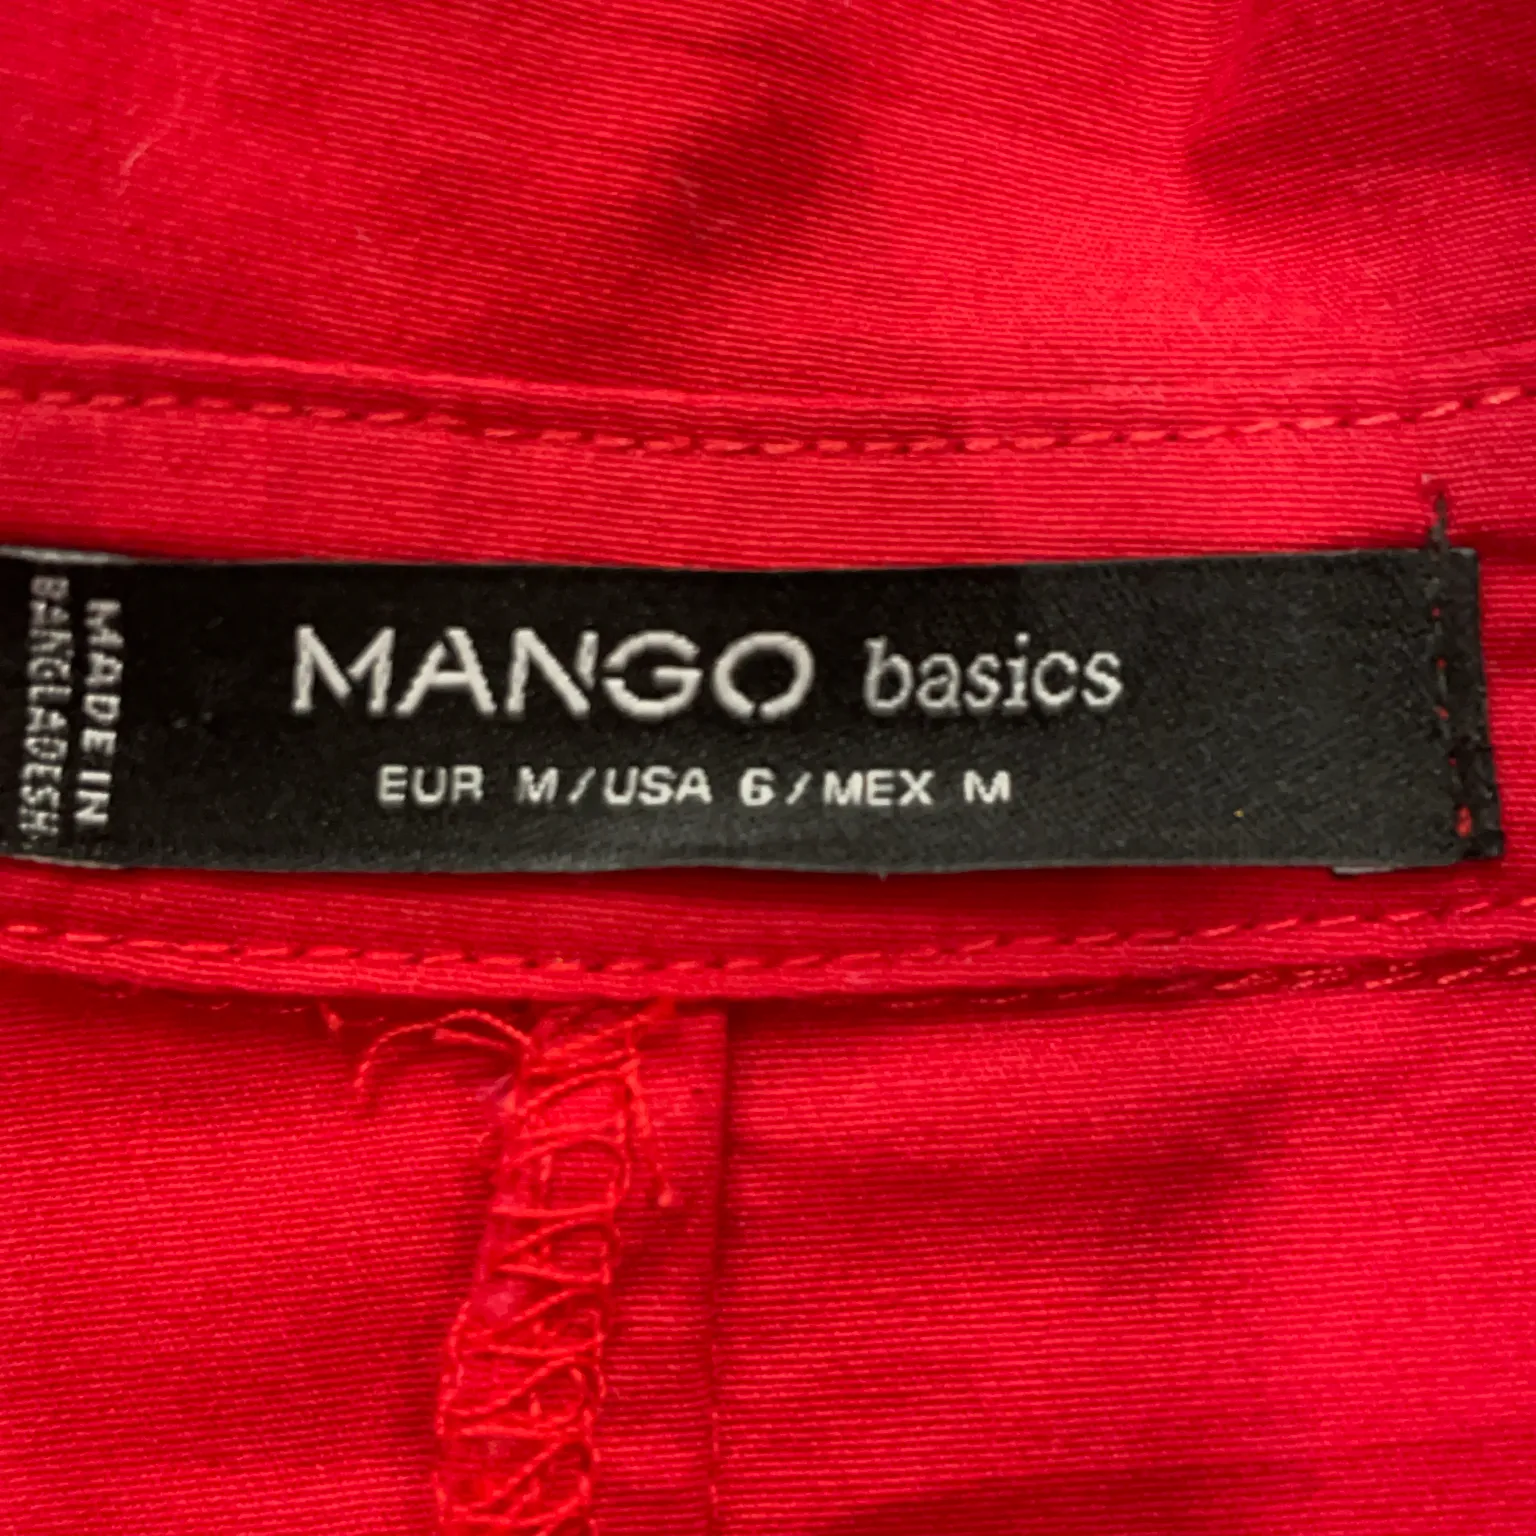 MANGO basics
EUR M/USA 6/MEX M
MADE IN
BANGLADESH